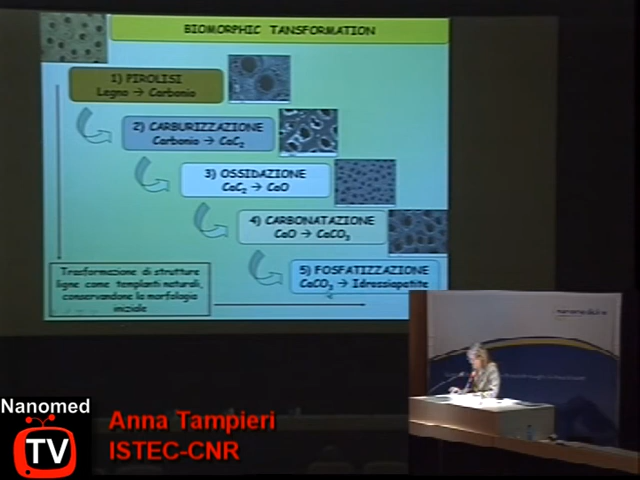 BIOMORPHIC TANSFORMATION
1) PIROLISI
Legno → Carbonio
2) CARBURIZZAZIONE
Carbonio → CaC₂
3) OSSIDAZIONE
CaC₂ → CaO
4) CARBONATAZIONE
CaO → CaCO₃
5) FOSFATIZZAZIONE
CaCO₃ → Idrossiapatite
Trasformazione di strutture
ligne come templanti naturali,
conservandone la morfologia
iniziale
Nanomed
TV
Anna Tampieri
ISTEC-CNR